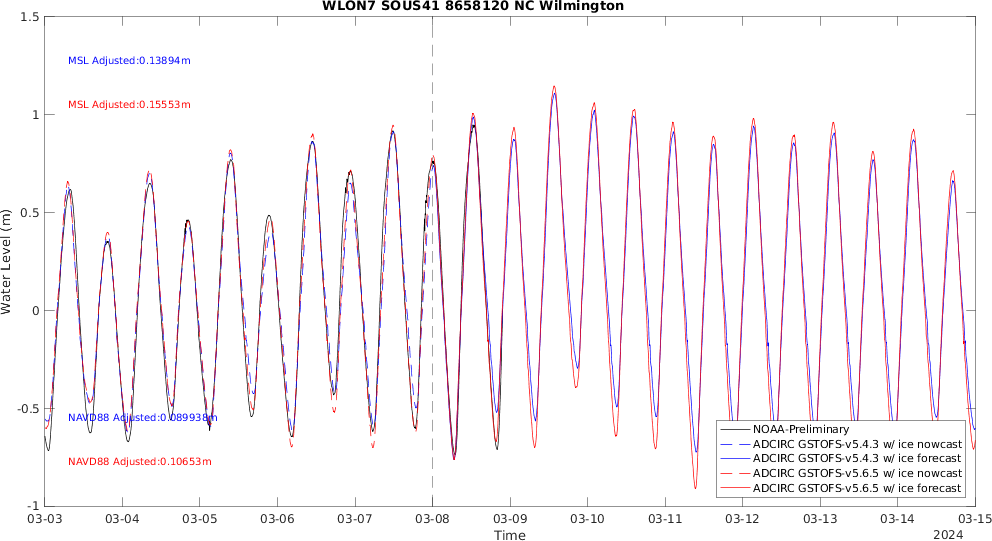 WLON7 SOUS41 8658120 NC Wilmington
1.5
MSL Adjusted:0.13894m
MSL Adjusted:0.15553m
1
0.5
Water Level (m)
0
-0.5
NAVD88 Adjusted:0.089938m
NAVD88 Adjusted:0.10653m
NOAA-Preliminary
ADCIRC GSTOFS-v5.4.3 w/ ice nowcast
ADCIRC GSTOFS-v5.4.3 w/ ice forecast
ADCIRC GSTOFS-v5.6.5 w/ ice nowcast
ADCIRC GSTOFS-v5.6.5 w/ ice forecast
-1
03-03 03-04 03-05 03-06 03-07 03-08 03-09 03-10 03-11 03-12 03-13 03-14 03-15
Time
2024